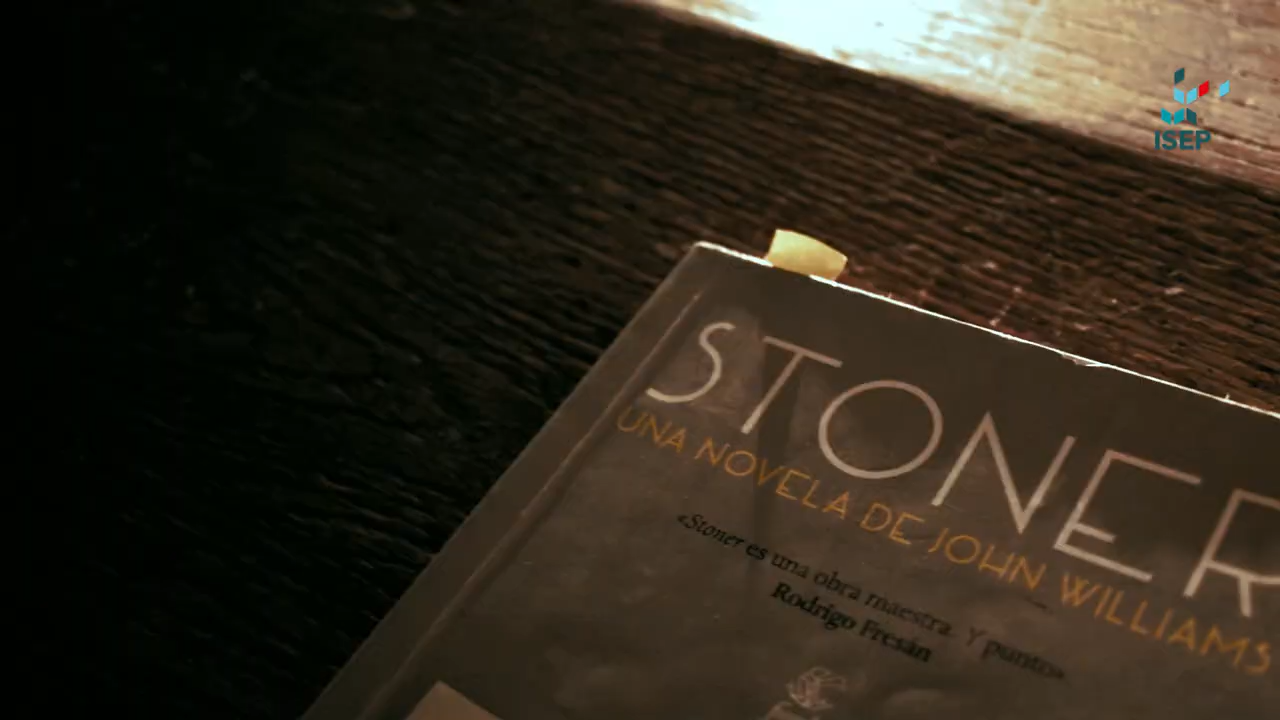 ISEP
STONER
UNA NOVELA DE JOHN WILLIAMS
«Stoner es una obra maestra. Y punto»
Rodrigo Fresán